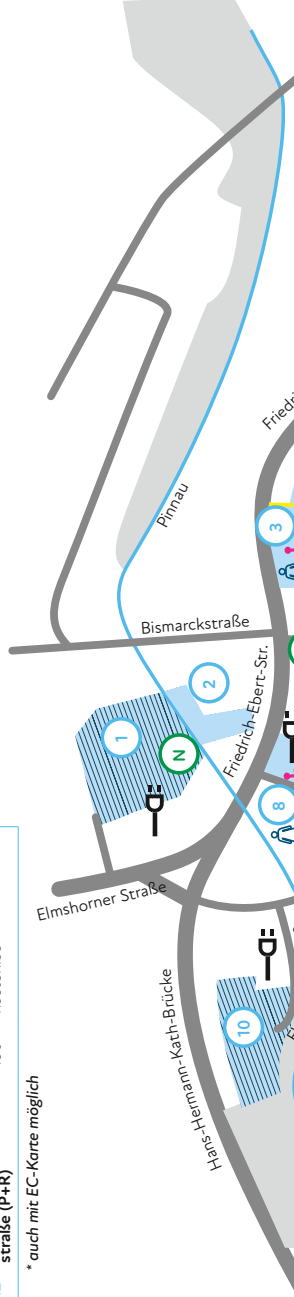 Friedri
Pinnau
3
Bismarckstraße
2
1
N
Friedrich-Ebert-Str.
8
Elmshorner Straße
10
Hans-Hermann-Kath-Brücke
straße (P+R)
* auch mit EC-Karte möglich